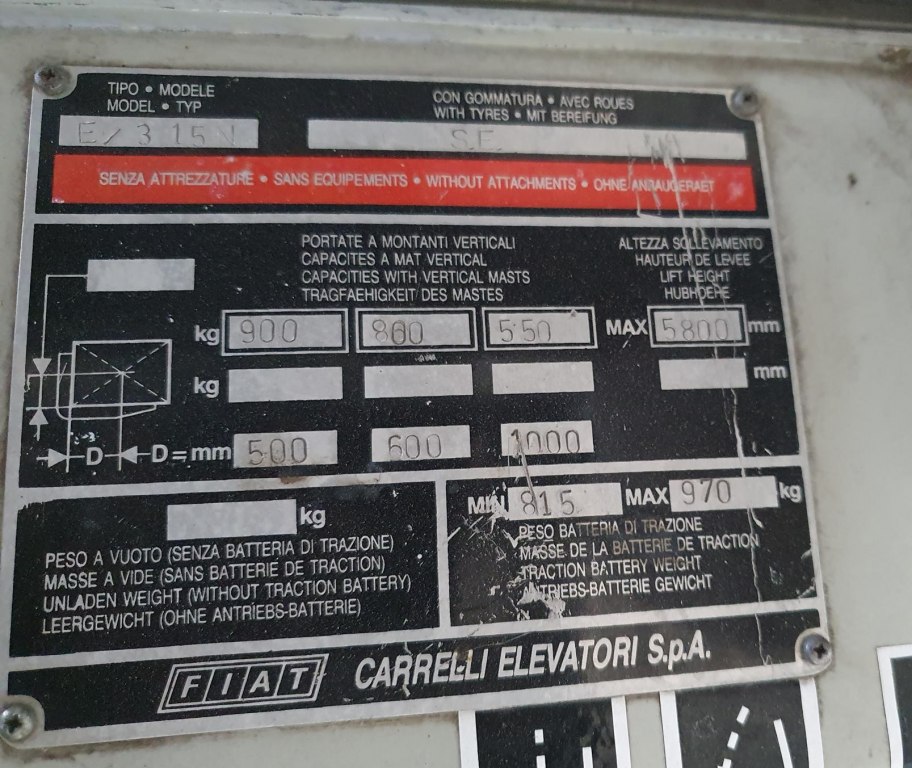 TIPO • MODELE
MODEL • TYP
CON GOMMATURA • AVEC ROUES
WITH TYRES • MIT BEREIFUNG
E/315N
S.E.
SENZA ATTREZZATURE • SANS EQUIPEMENTS • WITHOUT ATTACHMENTS • OHNE ANBAUGERAET
PORTATE A MONTANTI VERTICALI
CAPACITES A MAT VERTICAL
CAPACITIES WITH VERTICAL MASTS
TRAGFAEHIGKEIT DES MASTES
ALTEZZA SOLLEVAMENTO
HAUTEUR DE LEVEE
LIFT HEIGHT
HUBHOEHE
kg 900 860 550 MAX 5800 mm
kg mm
D D=mm 500 600 1000
kg
PESO A VUOTO (SENZA BATTERIA DI TRAZIONE)
MASSE A VIDE (SANS BATTERIE DE TRACTION)
UNLADEN WEIGHT (WITHOUT TRACTION BATTERY)
LEERGEWICHT (OHNE ANTRIEBS-BATTERIE)
MIN 815 MAX 970 kg
PESO BATTERIA DI TRAZIONE
MASSE DE LA BATTERIE DE TRACTION
TRACTION BATTERY WEIGHT
ANTRIEBS-BATTERIE GEWICHT
FIAT CARRELLI ELEVATORI S.p.A.